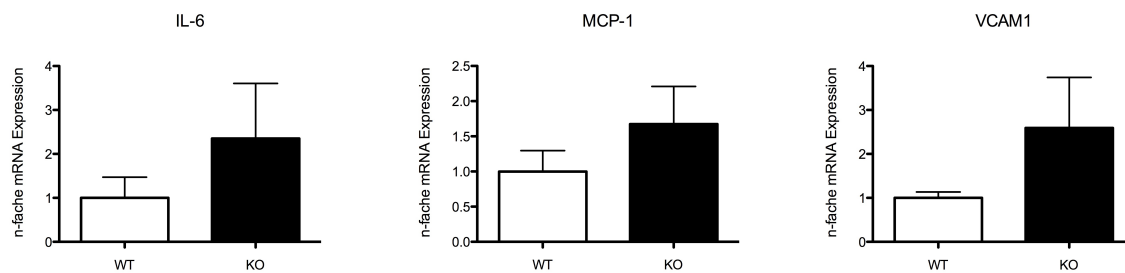 IL-6
n-fache mRNA Expression
4
3
2
1
0
WT KO
MCP-1
n-fache mRNA Expression
2.5
2.0
1.5
1.0
0.5
0.0
WT KO
VCAM1
n-fache mRNA Expression
4
3
2
1
0
WT KO